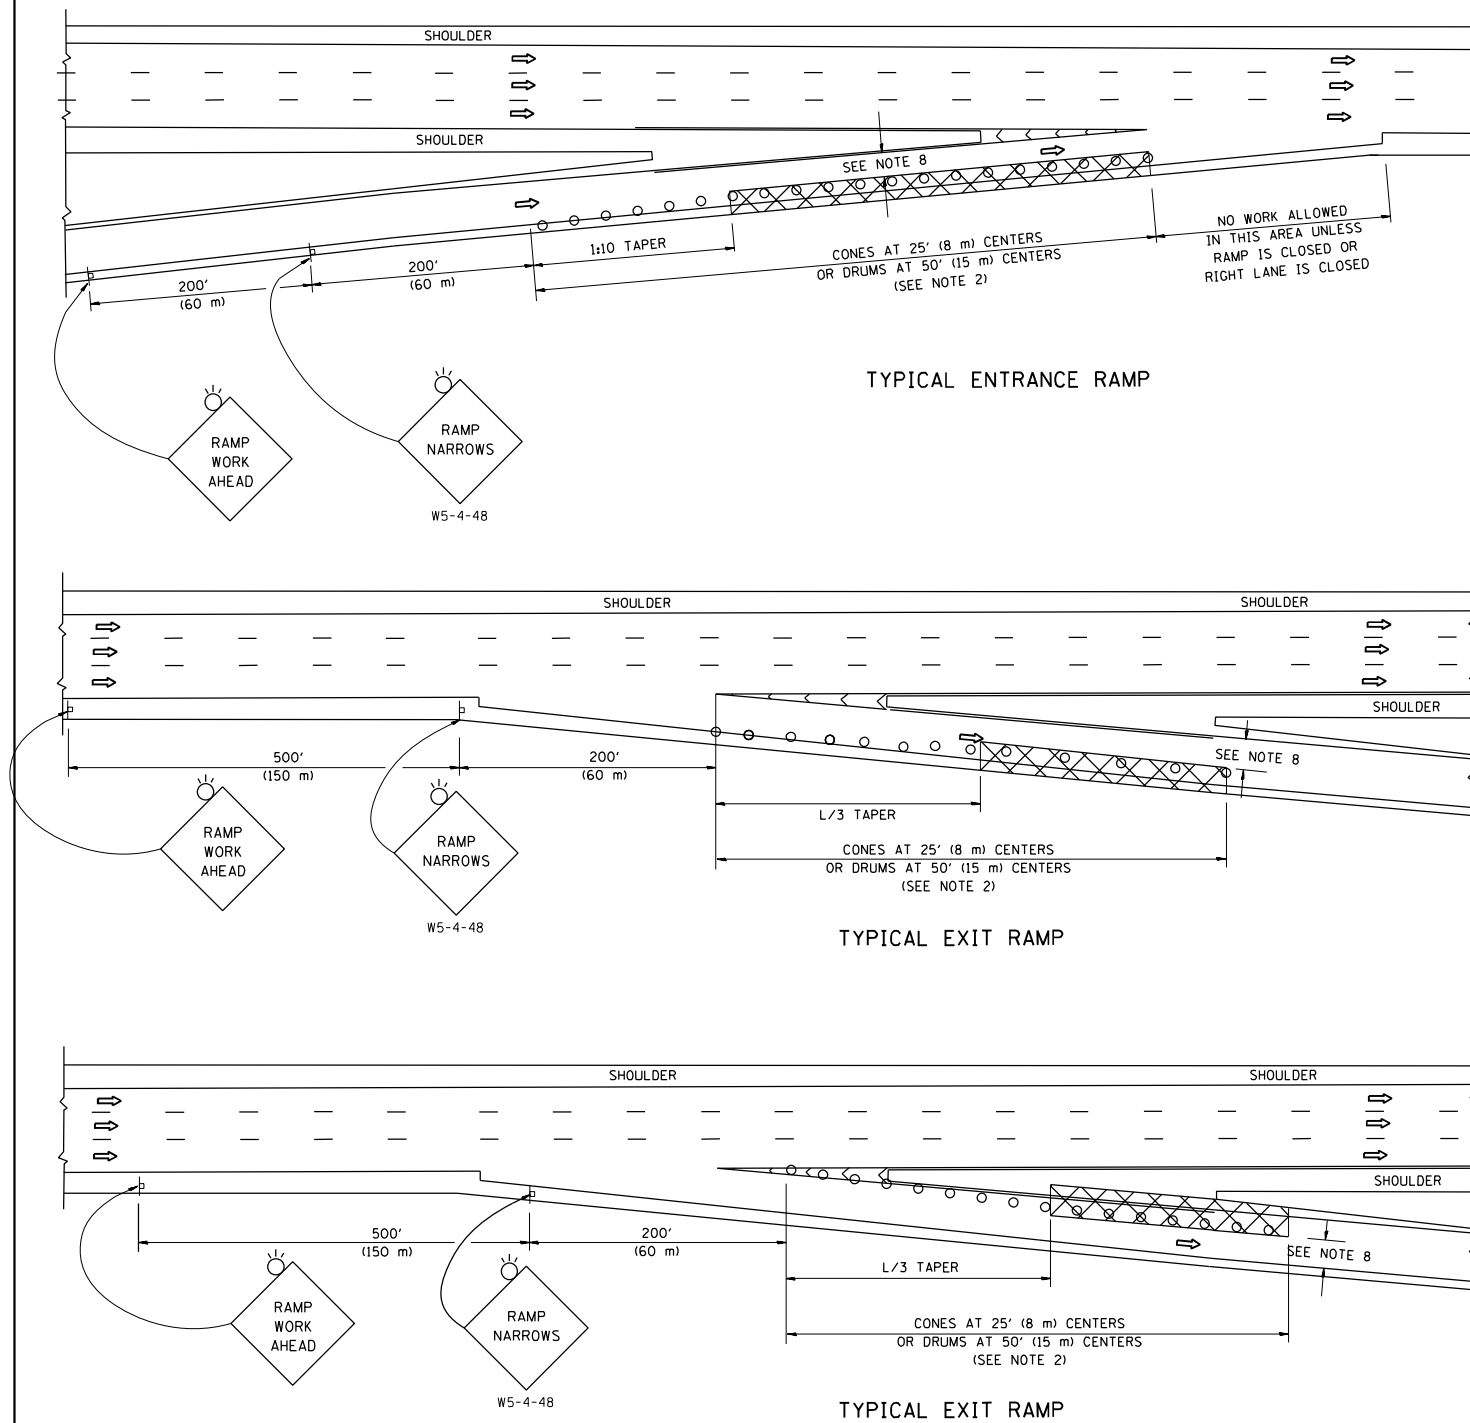 SHOULDER
SHOULDER
SEE NOTE 8
1:10 TAPER
200'
(60 m)
200'
(60 m)
CONES AT 25' (8 m) CENTERS
OR DRUMS AT 50' (15 m) CENTERS
(SEE NOTE 2)
NO WORK ALLOWED
IN THIS AREA UNLESS
RAMP IS CLOSED OR
RIGHT LANE IS CLOSED
TYPICAL ENTRANCE RAMP
RAMP
WORK
AHEAD
RAMP
NARROWS
W5-4-48
SHOULDER
SHOULDER
SHOULDER
SEE NOTE 8
500'
(150 m)
200'
(60 m)
L/3 TAPER
RAMP
WORK
AHEAD
RAMP
NARROWS
W5-4-48
CONES AT 25' (8 m) CENTERS
OR DRUMS AT 50' (15 m) CENTERS
(SEE NOTE 2)
TYPICAL EXIT RAMP
SHOULDER
SHOULDER
SHOULDER
500'
(150 m)
200'
(60 m)
SEE NOTE 8
L/3 TAPER
RAMP
WORK
AHEAD
RAMP
NARROWS
W5-4-48
CONES AT 25' (8 m) CENTERS
OR DRUMS AT 50' (15 m) CENTERS
(SEE NOTE 2)
TYPICAL EXIT RAMP